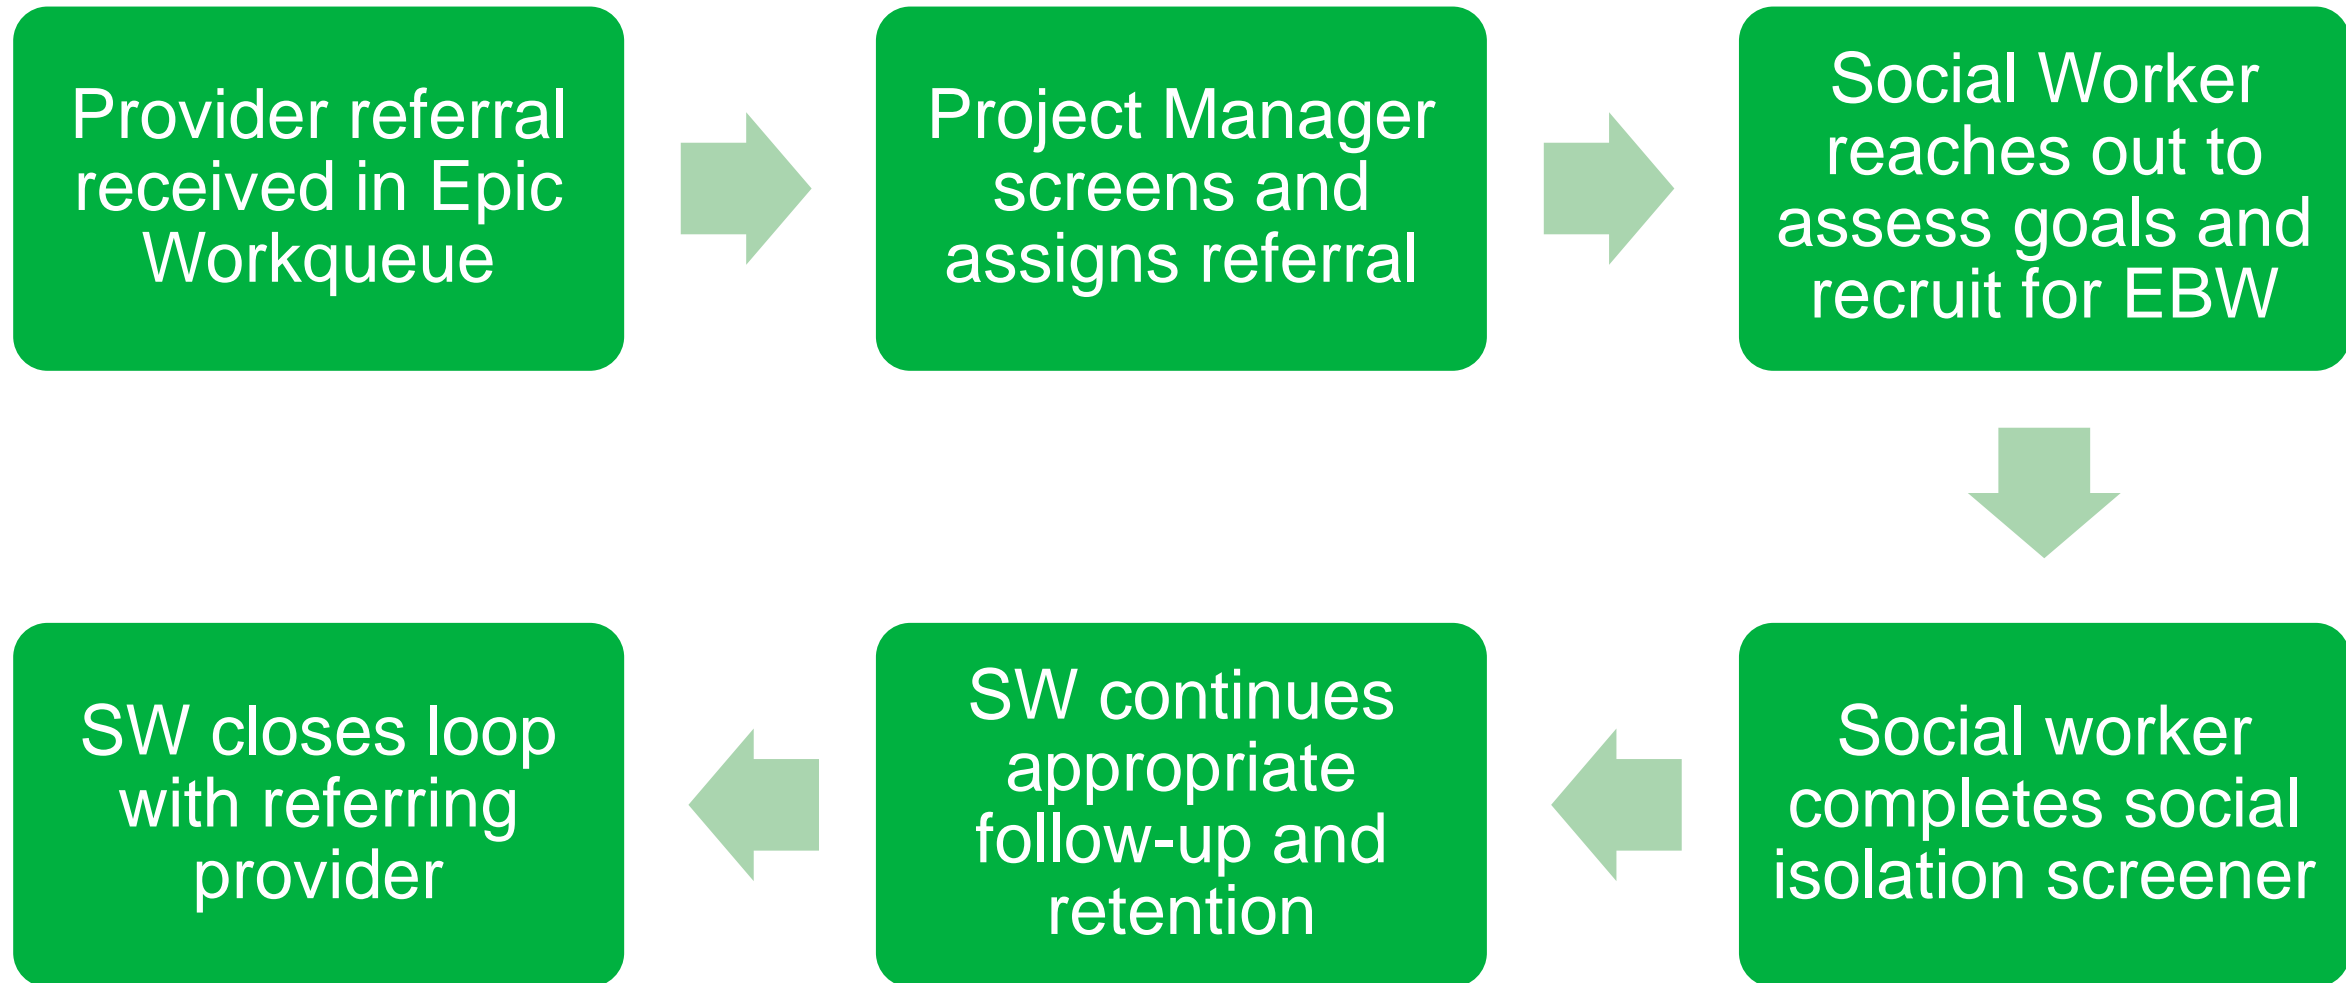 Provider referral
received in Epic
Workqueue
Project Manager
screens and
assigns referral
Social Worker
reaches out to
assess goals and
recruit for EBW
Social worker
completes social
isolation screener
SW continues
appropriate
follow-up and
retention
SW closes loop
with referring
provider